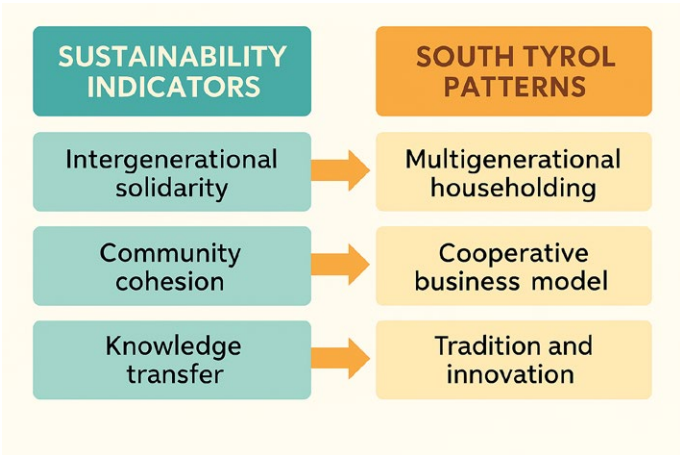 SUSTAINABILITY
INDICATORS
SOUTH TYROL
PATTERNS
Intergenerational
solidarity
Multigenerational
householding
Community
cohesion
Cooperative
business model
Knowledge
transfer
Tradition and
innovation